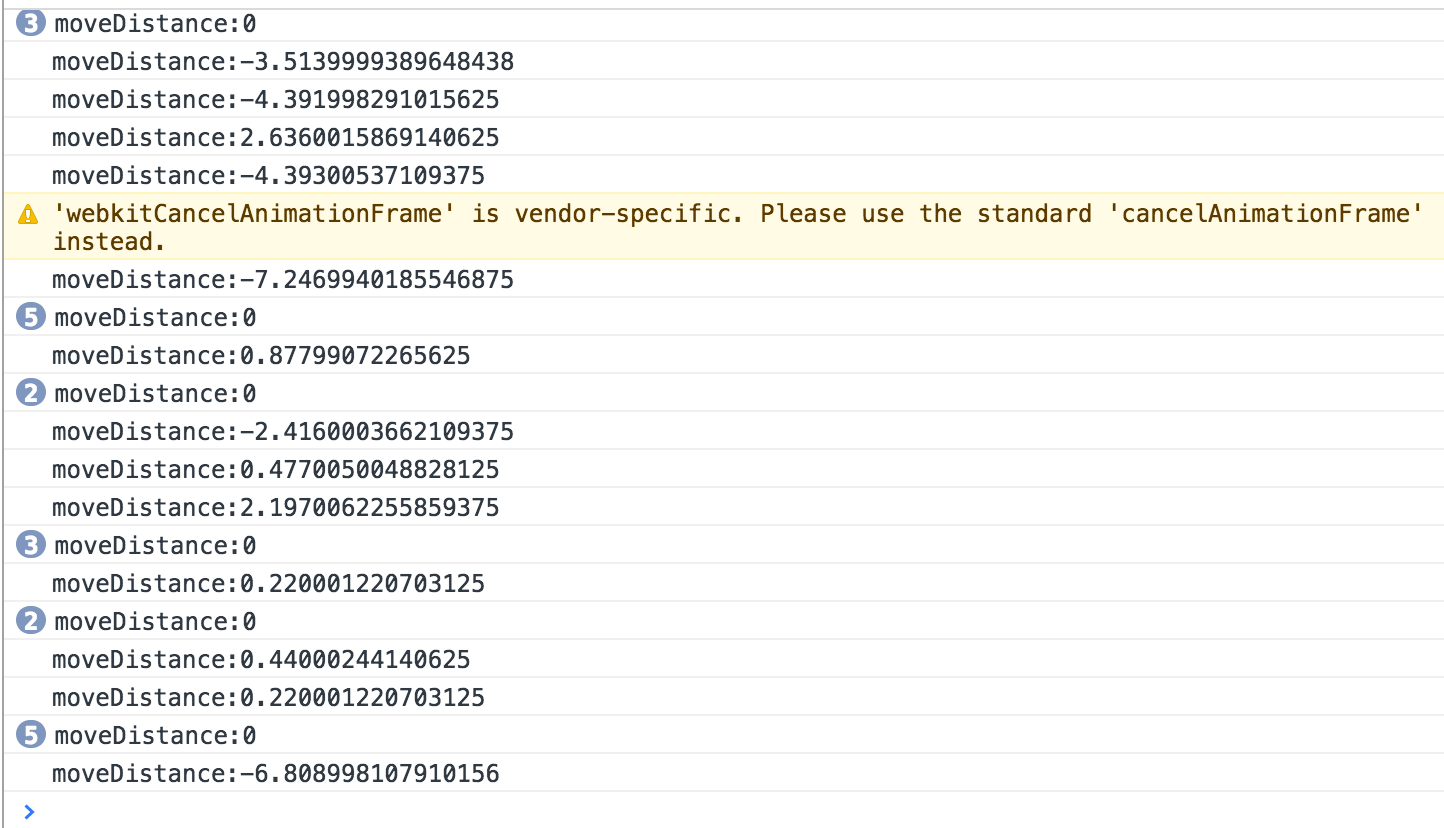 3 moveDistance:0
moveDistance:-3.5139999389648438
moveDistance:-4.391998291015625
moveDistance:2.6360015869140625
moveDistance:-4.39300537109375
'webkitCancelAnimationFrame' is vendor-specific. Please use the standard 'cancelAnimationFrame'
instead.
moveDistance:-7.2469940185546875
5 moveDistance:0
moveDistance:0.87799072265625
2 moveDistance:0
moveDistance:-2.4160003662109375
moveDistance:0.4770050048828125
moveDistance:2.1970062255859375
3 moveDistance:0
moveDistance:0.220001220703125
2 moveDistance:0
moveDistance:0.44000244140625
moveDistance:0.220001220703125
5 moveDistance:0
moveDistance:-6.808998107910156